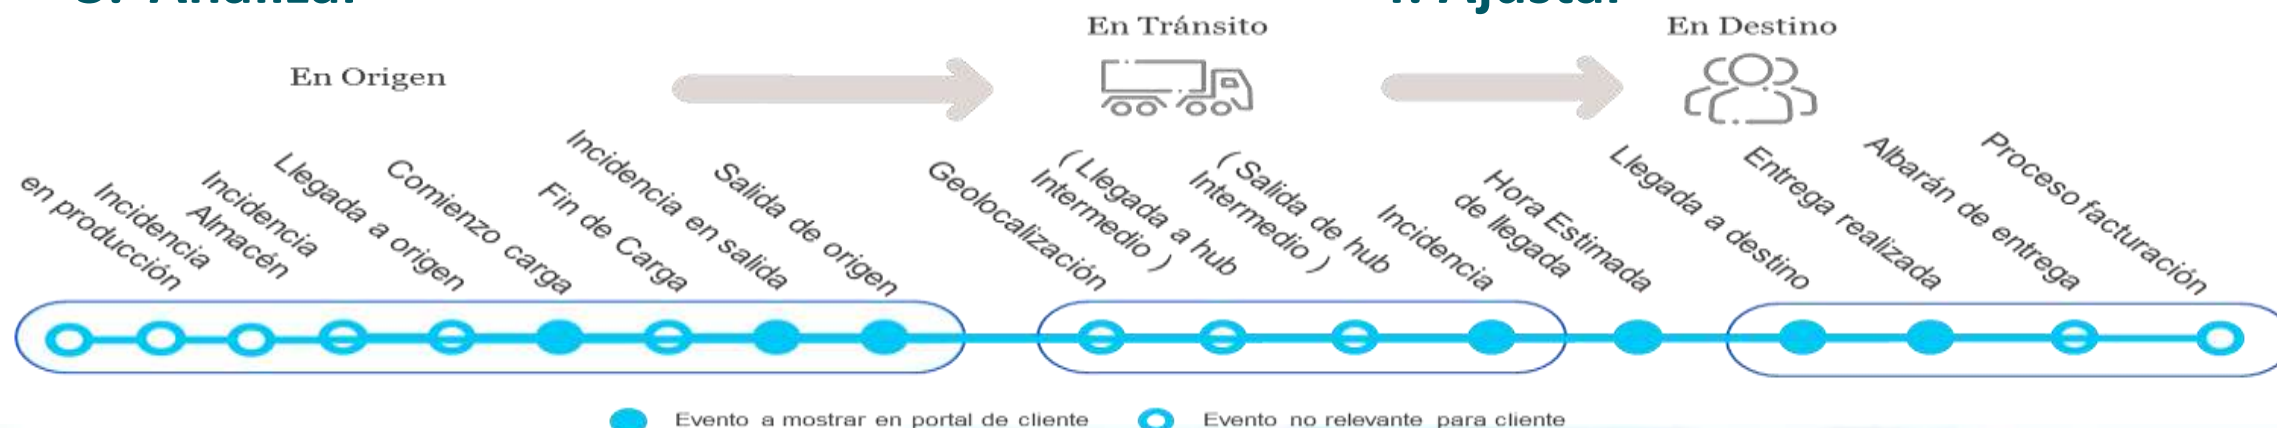 En Origen
En Tránsito
En Destino
en producción
Incidencia
Incidencia
Almacén
Llegada a origen
Comienzo carga
Fin de Carga
Incidencia en salida
Salida de origen
Geolocalización
( Llegada a hub
Intermedio )
( Salida de hub
Intermedio )
Incidencia
Hora Estimada
de llegada
Llegada a destino
Entrega realizada
Albarán de entrega
Proceso facturación
Evento a mostrar en portal de cliente
Evento no relevante para cliente